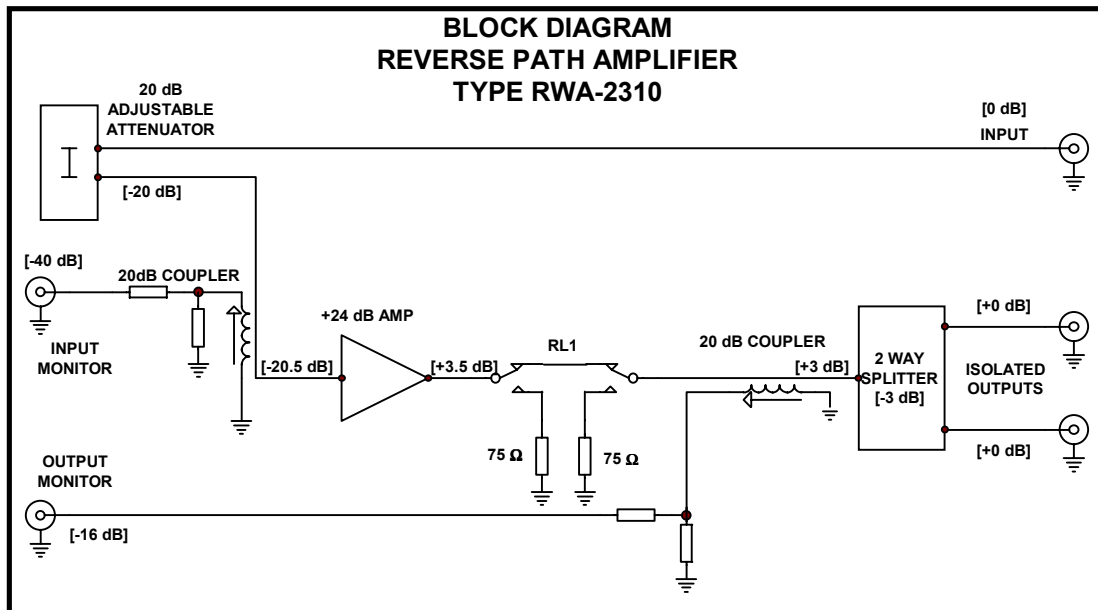 BLOCK DIAGRAM
REVERSE PATH AMPLIFIER
TYPE RWA-2310
20 dB
ADJUSTABLE
ATTENUATOR
[0 dB]
INPUT
[-20 dB]
[-40 dB]
20dB COUPLER
INPUT
MONITOR
+24 dB AMP
[-20.5 dB]
[+3.5 dB]
RL1
20 dB COUPLER
[+3 dB]
2 WAY
SPLITTER
[-3 dB]
[+0 dB]
ISOLATED
OUTPUTS
[+0 dB]
75 Ω
75 Ω
OUTPUT
MONITOR
[-16 dB]